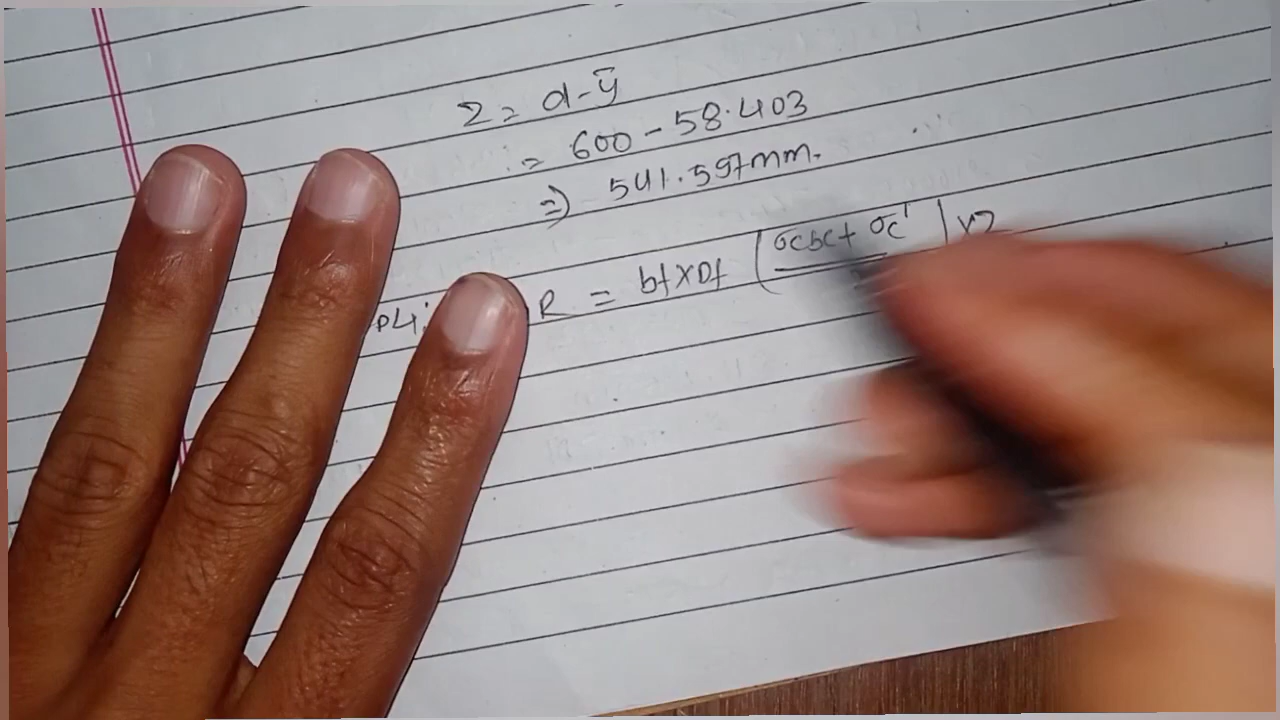 Z = d - ȳ
= 600 - 58.403
⇒ 541.597mm.
R = bf x Df (σcbc + σc') x Z